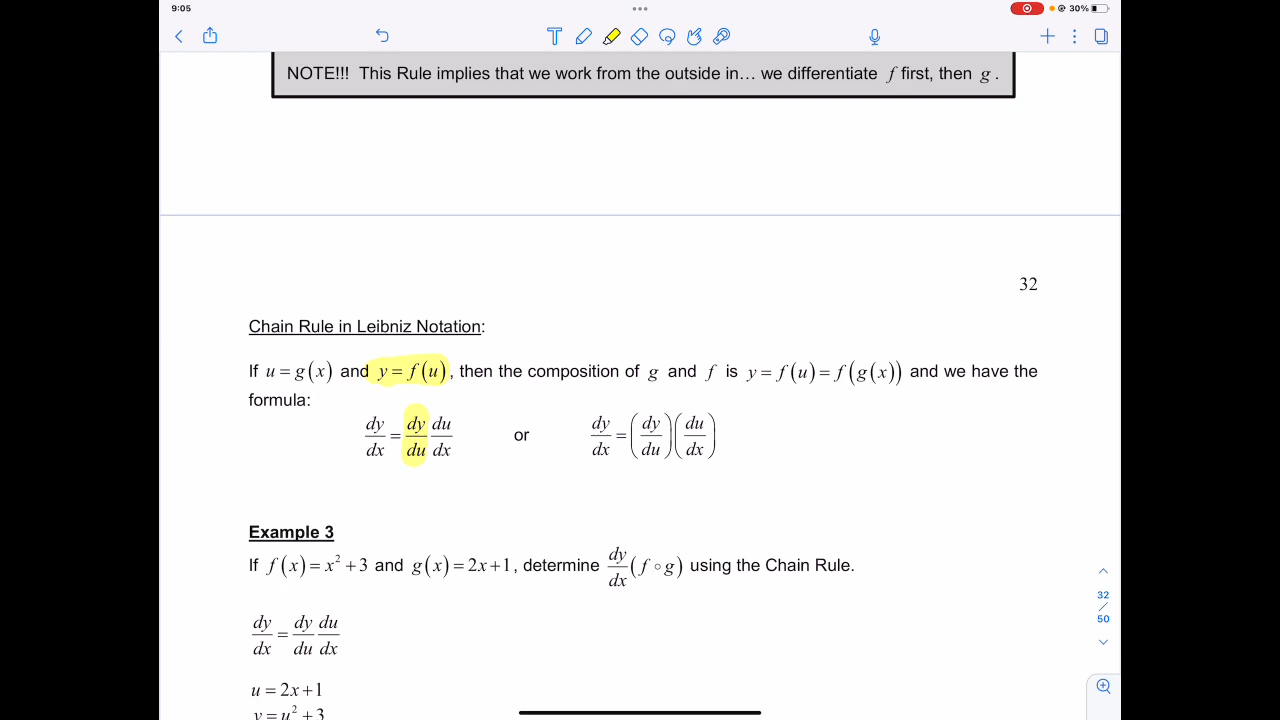 9:05
30%
NOTE!!! This Rule implies that we work from the outside in… we differentiate f first, then g.
32
Chain Rule in Leibniz Notation:
If u = g(x) and y = f(u), then the composition of g and f is y = f(u) = f(g(x)) and we have the
formula:
dy/dx = dy/du du/dx or dy/dx = (dy/du)(du/dx)
Example 3
If f(x) = x² + 3 and g(x) = 2x + 1, determine dy/dx (f ∘ g) using the Chain Rule.
dy/dx = dy/du du/dx
u = 2x + 1
y = u² + 3
32
/
50